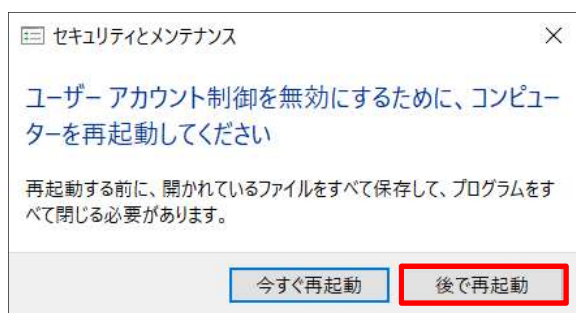 セキュリティとメンテナンス
ユーザー アカウント制御を無効にするために、コンピュー
ターを再起動してください
再起動する前に、開かれているファイルをすべて保存して、プログラムをす
べて閉じる必要があります。
今すぐ再起動 後で再起動